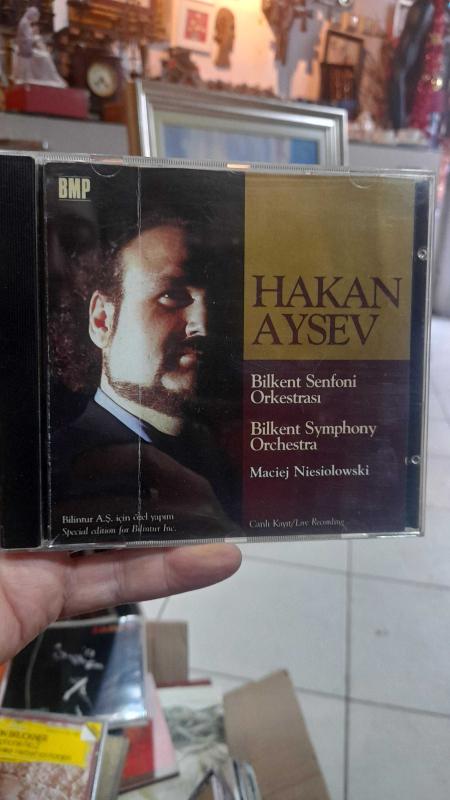 BMP
HAKAN
AYSEV
Bilkent Senfoni
Orkestrası
Bilkent Symphony
Orchestra
Maciej Niesiolowski
Bilintur A.Ş. için özel yapım
Special edition for Bilintur Inc.
Canlı Kayıt/Live Recording
BRUCKNER